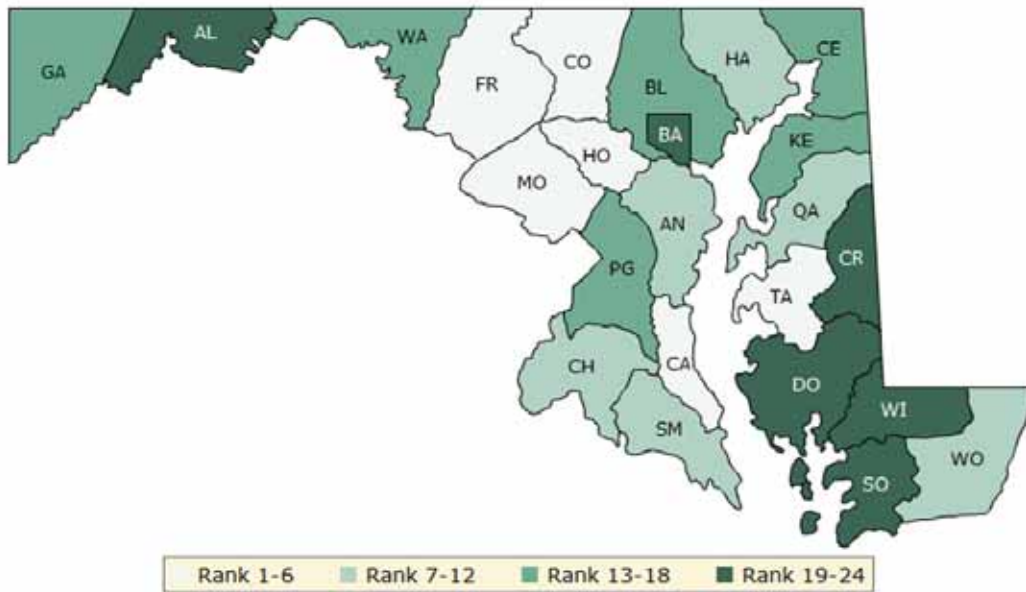 AL
WA
CO
HA
CE
GA
FR
BL
BA
KE
HO
MO
QA
AN
CR
PG
TA
CH
CA
DO
WI
SM
WO
SO
Rank 1-6 Rank 7-12 Rank 13-18 Rank 19-24